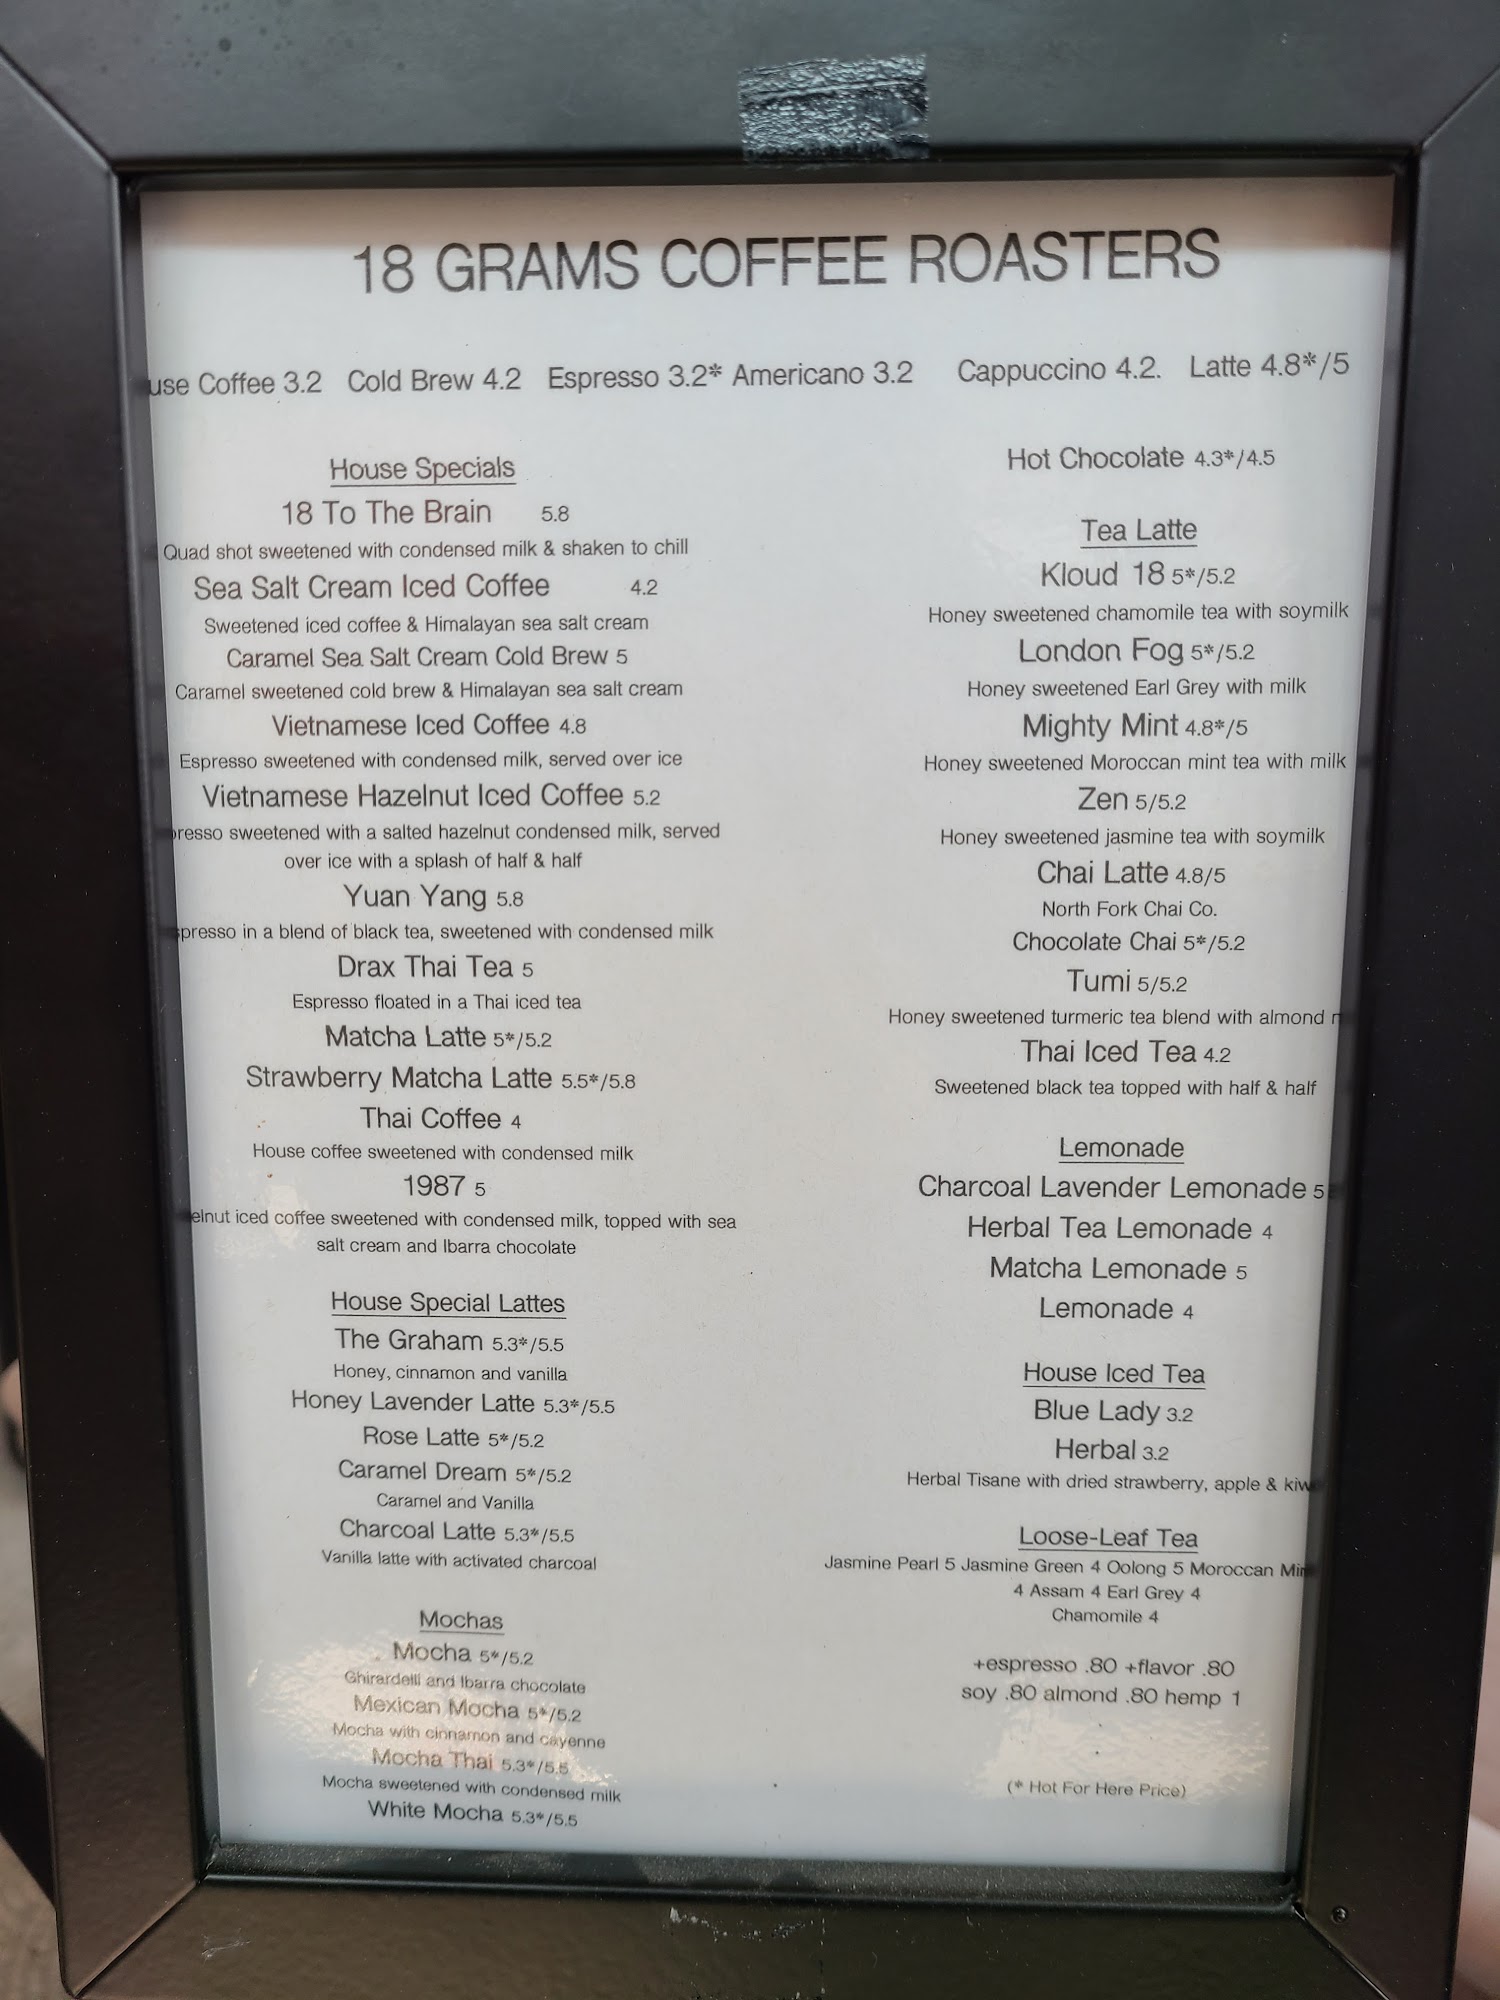 18 GRAMS COFFEE ROASTERS
use Coffee 3.2 Cold Brew 4.2 Espresso 3.2* Americano 3.2 Cappuccino 4.2. Latte 4.8*/5
House Specials
18 To The Brain 5.8
Quad shot sweetened with condensed milk & shaken to chill
Sea Salt Cream Iced Coffee 4.2
Sweetened iced coffee & Himalayan sea salt cream
Caramel Sea Salt Cream Cold Brew 5
Caramel sweetened cold brew & Himalayan sea salt cream
Vietnamese Iced Coffee 4.8
Espresso sweetened with condensed milk, served over ice
Vietnamese Hazelnut Iced Coffee 5.2
presso sweetened with a salted hazelnut condensed milk, served
over ice with a splash of half & half
Yuan Yang 5.8
presso in a blend of black tea, sweetened with condensed milk
Drax Thai Tea 5
Espresso floated in a Thai iced tea
Matcha Latte 5*/5.2
Strawberry Matcha Latte 5.5*/5.8
Thai Coffee 4
House coffee sweetened with condensed milk
1987 5
elnut iced coffee sweetened with condensed milk, topped with sea
salt cream and Ibarra chocolate
House Special Lattes
The Graham 5.3*/5.5
Honey, cinnamon and vanilla
Honey Lavender Latte 5.3*/5.5
Rose Latte 5*/5.2
Caramel Dream 5*/5.2
Caramel and Vanilla
Charcoal Latte 5.3*/5.5
Vanilla latte with activated charcoal
Mochas
Mocha 5*/5.2
Ghirardelli and Ibarra chocolate
Mexican Mocha 5*/5.2
Mocha with cinnamon and cayenne
Mocha Thai 5.3*/5.5
Mocha sweetened with condensed milk
White Mocha 5.3*/5.5
Hot Chocolate 4.3*/4.5
Tea Latte
Kloud 18 5*/5.2
Honey sweetened chamomile tea with soymilk
London Fog 5*/5.2
Honey sweetened Earl Grey with milk
Mighty Mint 4.8*/5
Honey sweetened Moroccan mint tea with milk
Zen 5/5.2
Honey sweetened jasmine tea with soymilk
Chai Latte 4.8/5
North Fork Chai Co.
Chocolate Chai 5*/5.2
Tumi 5/5.2
Honey sweetened turmeric tea blend with almond
Thai Iced Tea 4.2
Sweetened black tea topped with half & half
Lemonade
Charcoal Lavender Lemonade 5
Herbal Tea Lemonade 4
Matcha Lemonade 5
Lemonade 4
House Iced Tea
Blue Lady 3.2
Herbal 3.2
Herbal Tisane with dried strawberry, apple & kiw
Loose-Leaf Tea
Jasmine Pearl 5 Jasmine Green 4 Oolong 5 Moroccan Min
4 Assam 4 Earl Grey 4
Chamomile 4
+espresso .80 +flavor .80
soy .80 almond .80 hemp 1
(* Hot For Here Price)